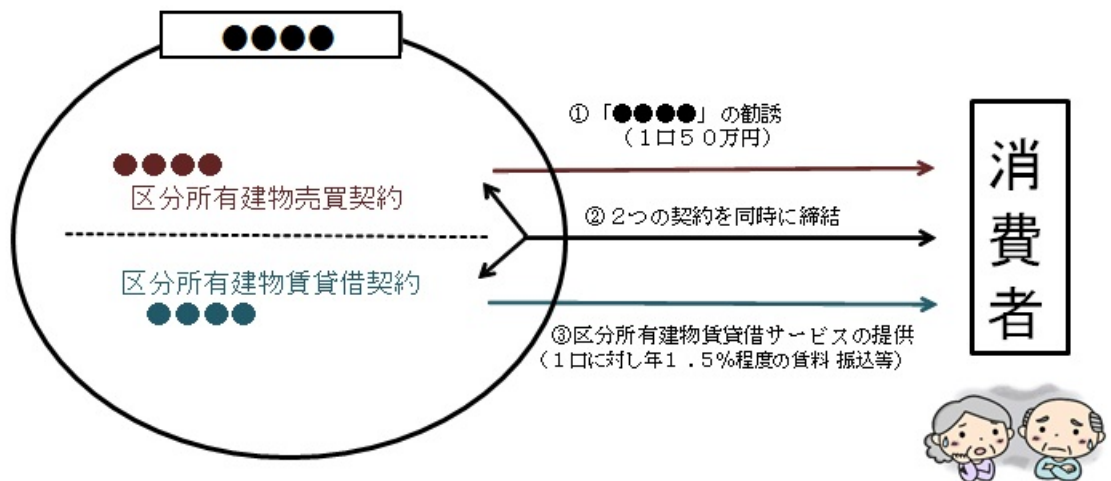 ●●●●
①「●●●●」の勧誘
（１口５０万円）
●●●●
区分所有建物売買契約
②２つの契約を同時に締結
区分所有建物賃貸借契約
●●●●
③区分所有建物賃貸借サービスの提供
（１口に対し年１．５％程度の賃料 振込等）
消費者